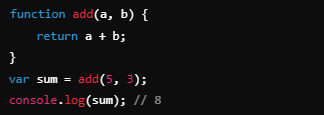 function add(a, b) {
    return a + b;
}
var sum = add(5, 3);
console.log(sum); // 8